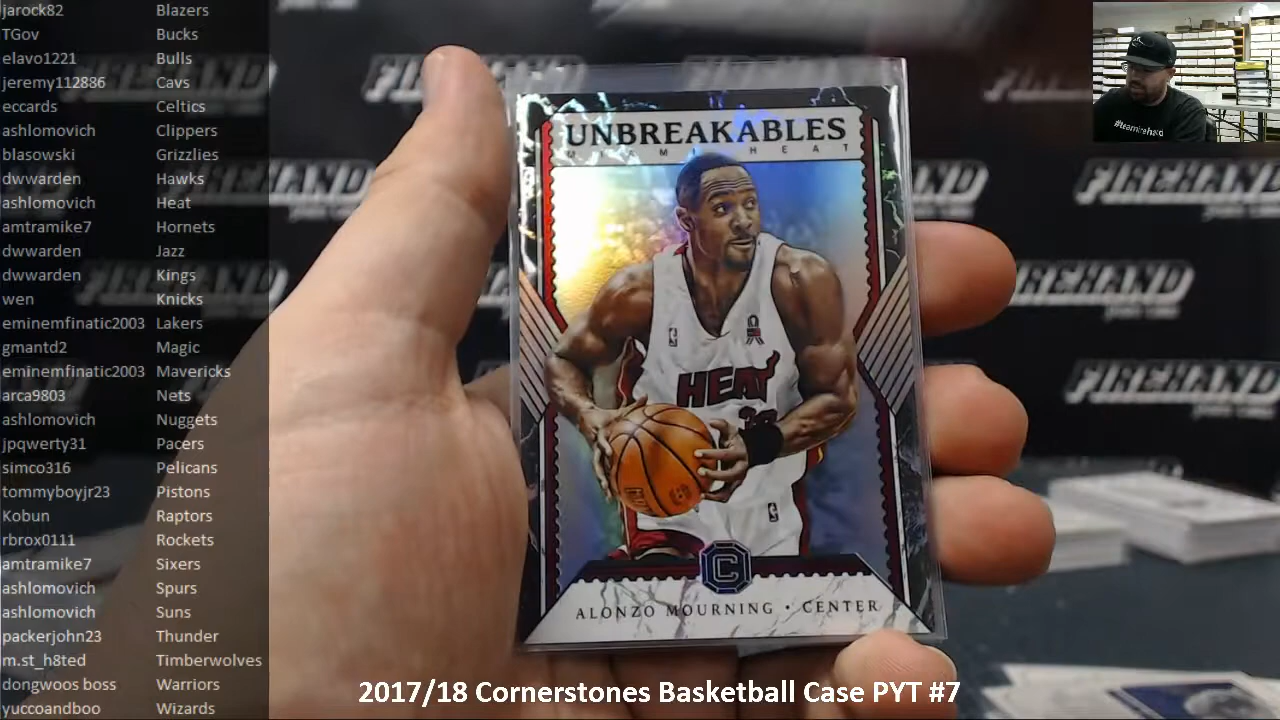 jarock82 Blazers
TGov Bucks
elavo1221 Bulls
jeremy112886 Cavs
eccards Celtics
ashlomovich Clippers
blasowski Grizzlies
dwwarden Hawks
ashlomovich Heat
amtramike7 Hornets
dwwarden Jazz
dwwarden Kings
wen Knicks
eminemfinatic2003 Lakers
gmantd2 Magic
eminemfinatic2003 Mavericks
arca9803 Nets
ashlomovich Nuggets
jpqwerty31 Pacers
simco316 Pelicans
tommyboyjr23 Pistons
Kobun Raptors
rbrox0111 Rockets
amtramike7 Sixers
ashlomovich Spurs
ashlomovich Suns
packerjohn23 Thunder
m.st_h8ted Timberwolves
dongwoos boss Warriors
yuccoandboo Wizards
UNBREAKABLES
MIAMI HEAT
HEAT
C
ALONZO MOURNING • CENTER
FIREHAND
FIREHAND
FIREHAND
FIREHAND
2017/18 Cornerstones Basketball Case PYT #7